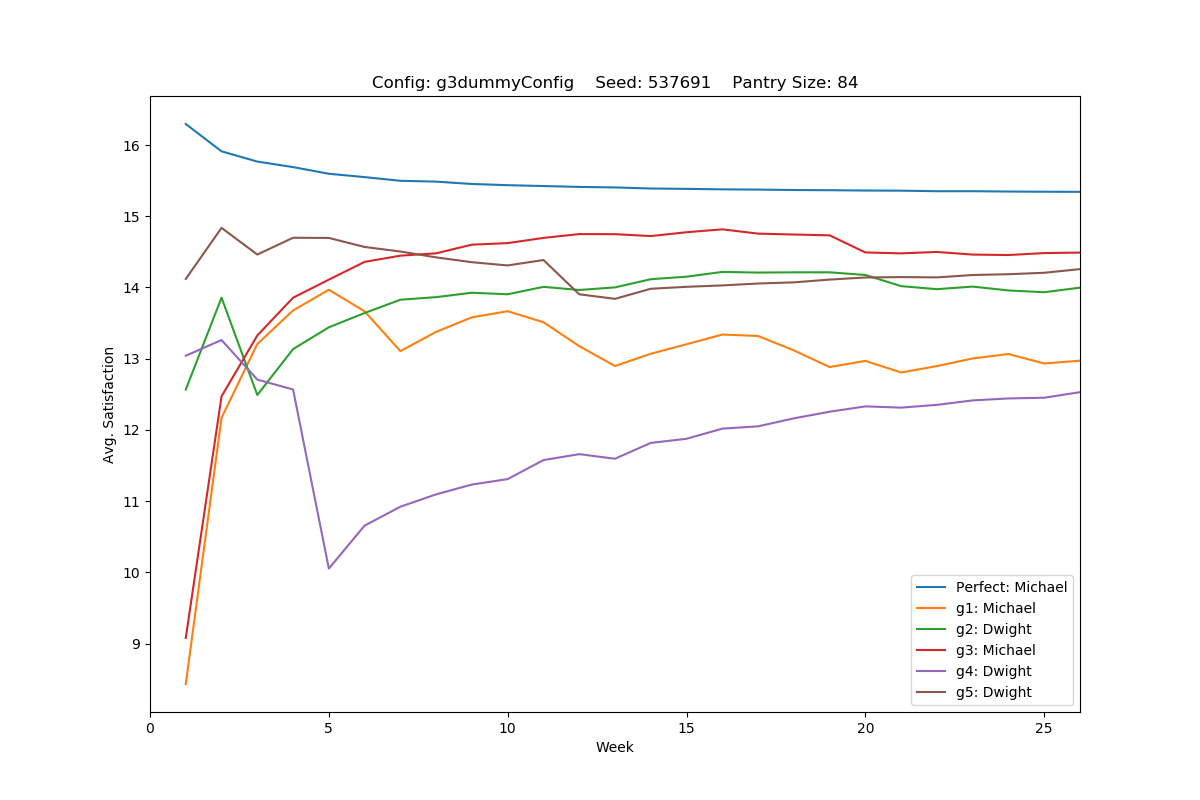 Config: g3dummyConfig    Seed: 537691    Pantry Size: 84
Avg. Satisfaction
16
15
14
13
12
11
10
9
0 5 10 15 20 25
Week
Perfect: Michael
g1: Michael
g2: Dwight
g3: Michael
g4: Dwight
g5: Dwight